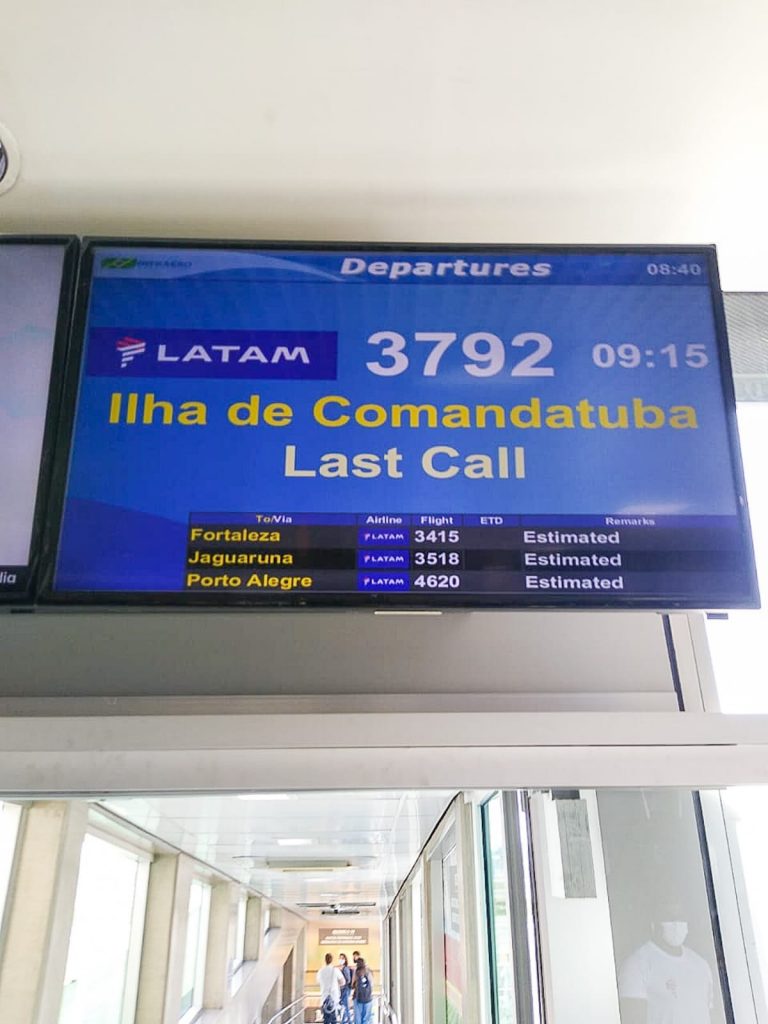 INFRAERO Departures 08:40
LATAM 3792 09:15
Ilha de Comandatuba
Last Call
To/Via Airline Flight ETD Remarks
Fortaleza LATAM 3415 Estimated
Jaguaruna LATAM 3518 Estimated
Porto Alegre LATAM 4620 Estimated